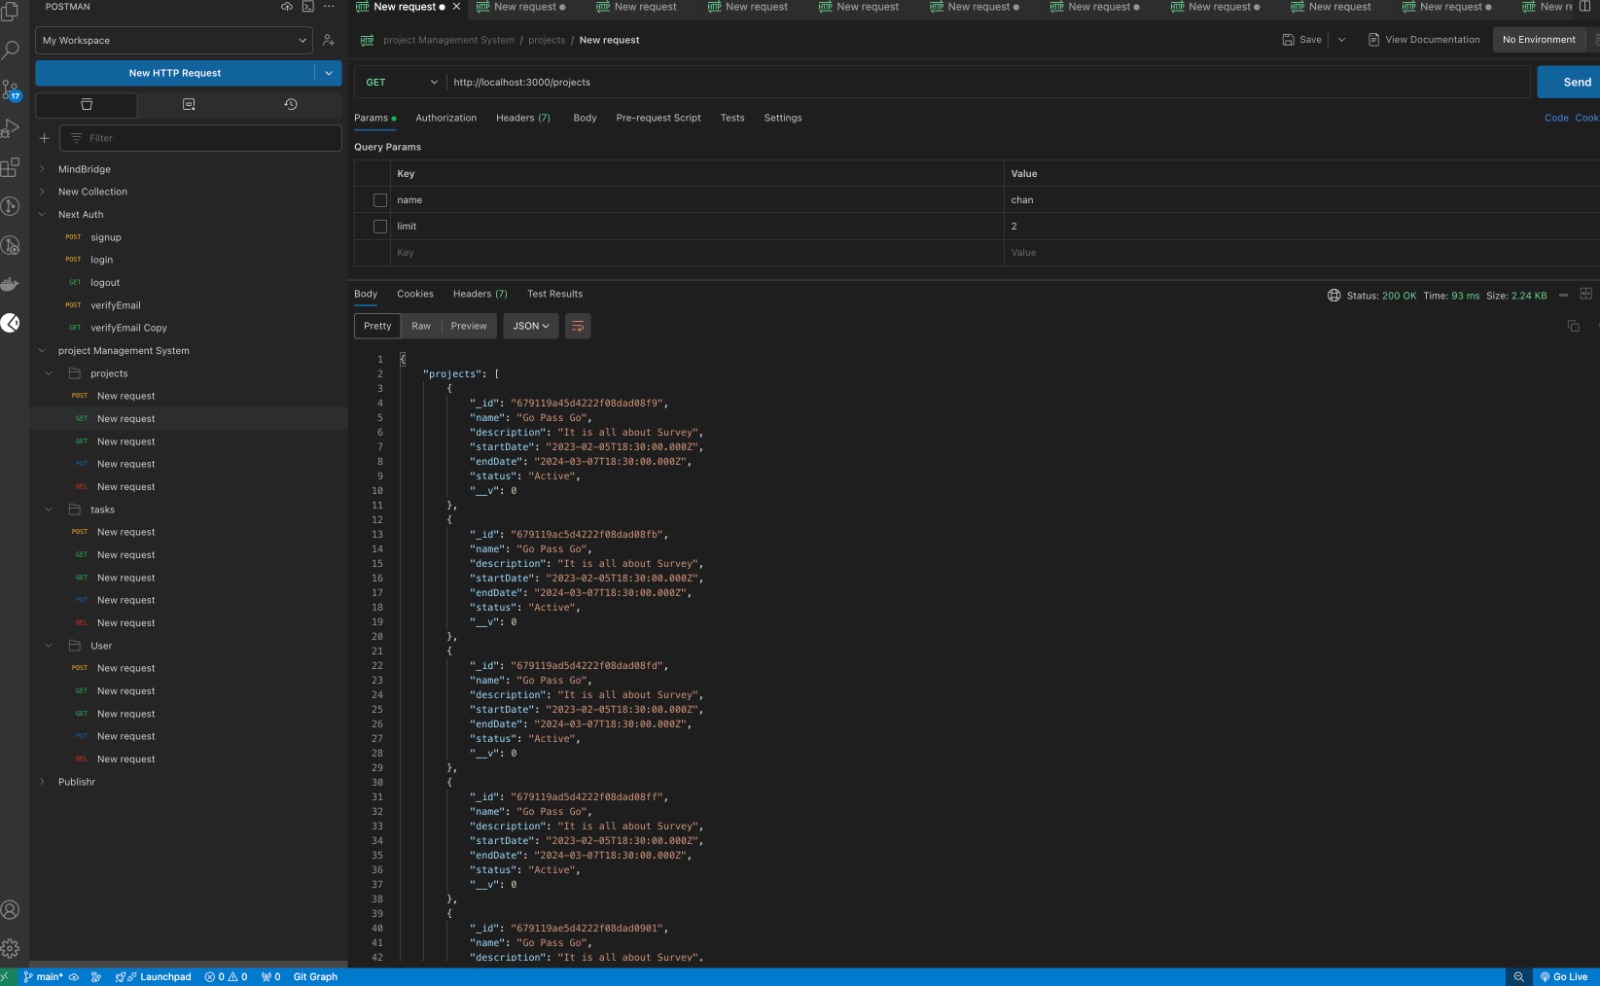 POSTMAN
My Workspace
New HTTP Request
Filter
MindBridge
New Collection
Next Auth
POST signup
POST login
GET logout
POST verifyEmail
GET verifyEmail Copy
project Management System
projects
POST New request
GET New request
GET New request
PUT New request
DEL New request
tasks
POST New request
GET New request
GET New request
PUT New request
DEL New request
User
POST New request
GET New request
GET New request
PUT New request
DEL New request
Publishr
17
HTTP New request HTTP New request HTTP New request HTTP New request HTTP New request HTTP New request HTTP New request HTTP New request HTTP New request HTTP New request HTTP New re
HTTP project Management System / projects / New request Save View Documentation No Environment
GET http://localhost:3000/projects Send
Params Authorization Headers (7) Body Pre-request Script Tests Settings Code Cook
Query Params
Key Value
name chan
limit 2
Key Value
Body Cookies Headers (7) Test Results Status: 200 OK Time: 93 ms Size: 2.24 KB
Pretty Raw Preview JSON
1 {
2 "projects": [
3 {
4 "_id": "679119a45d4222f08dad08f9",
5 "name": "Go Pass Go",
6 "description": "It is all about Survey",
7 "startDate": "2023-02-05T18:30:00.000Z",
8 "endDate": "2024-03-07T18:30:00.000Z",
9 "status": "Active",
10 "__v": 0
11 },
12 {
13 "_id": "679119ac5d4222f08dad08fb",
14 "name": "Go Pass Go",
15 "description": "It is all about Survey",
16 "startDate": "2023-02-05T18:30:00.000Z",
17 "endDate": "2024-03-07T18:30:00.000Z",
18 "status": "Active",
19 "__v": 0
20 },
21 {
22 "_id": "679119ad5d4222f08dad08fd",
23 "name": "Go Pass Go",
24 "description": "It is all about Survey",
25 "startDate": "2023-02-05T18:30:00.000Z",
26 "endDate": "2024-03-07T18:30:00.000Z",
27 "status": "Active",
28 "__v": 0
29 },
30 {
31 "_id": "679119ad5d4222f08dad08ff",
32 "name": "Go Pass Go",
33 "description": "It is all about Survey",
34 "startDate": "2023-02-05T18:30:00.000Z",
35 "endDate": "2024-03-07T18:30:00.000Z",
36 "status": "Active",
37 "__v": 0
38 },
39 {
40 "_id": "679119ae5d4222f08dad0901",
41 "name": "Go Pass Go",
42 "description": "It is all about Survey",
main* Launchpad 0 0 0 Git Graph Go Live